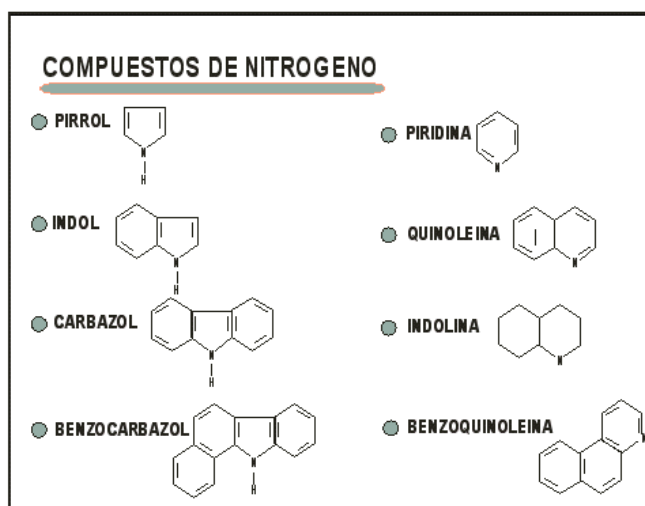 COMPUESTOS DE NITROGENO
PIRROL
N
H
PIRIDINA
N
INDOL
N
H
QUINOLEINA
N
CARBAZOL
N
H
INDOLINA
N
BENZOCARBAZOL
N
H
BENZOQUINOLEINA
N